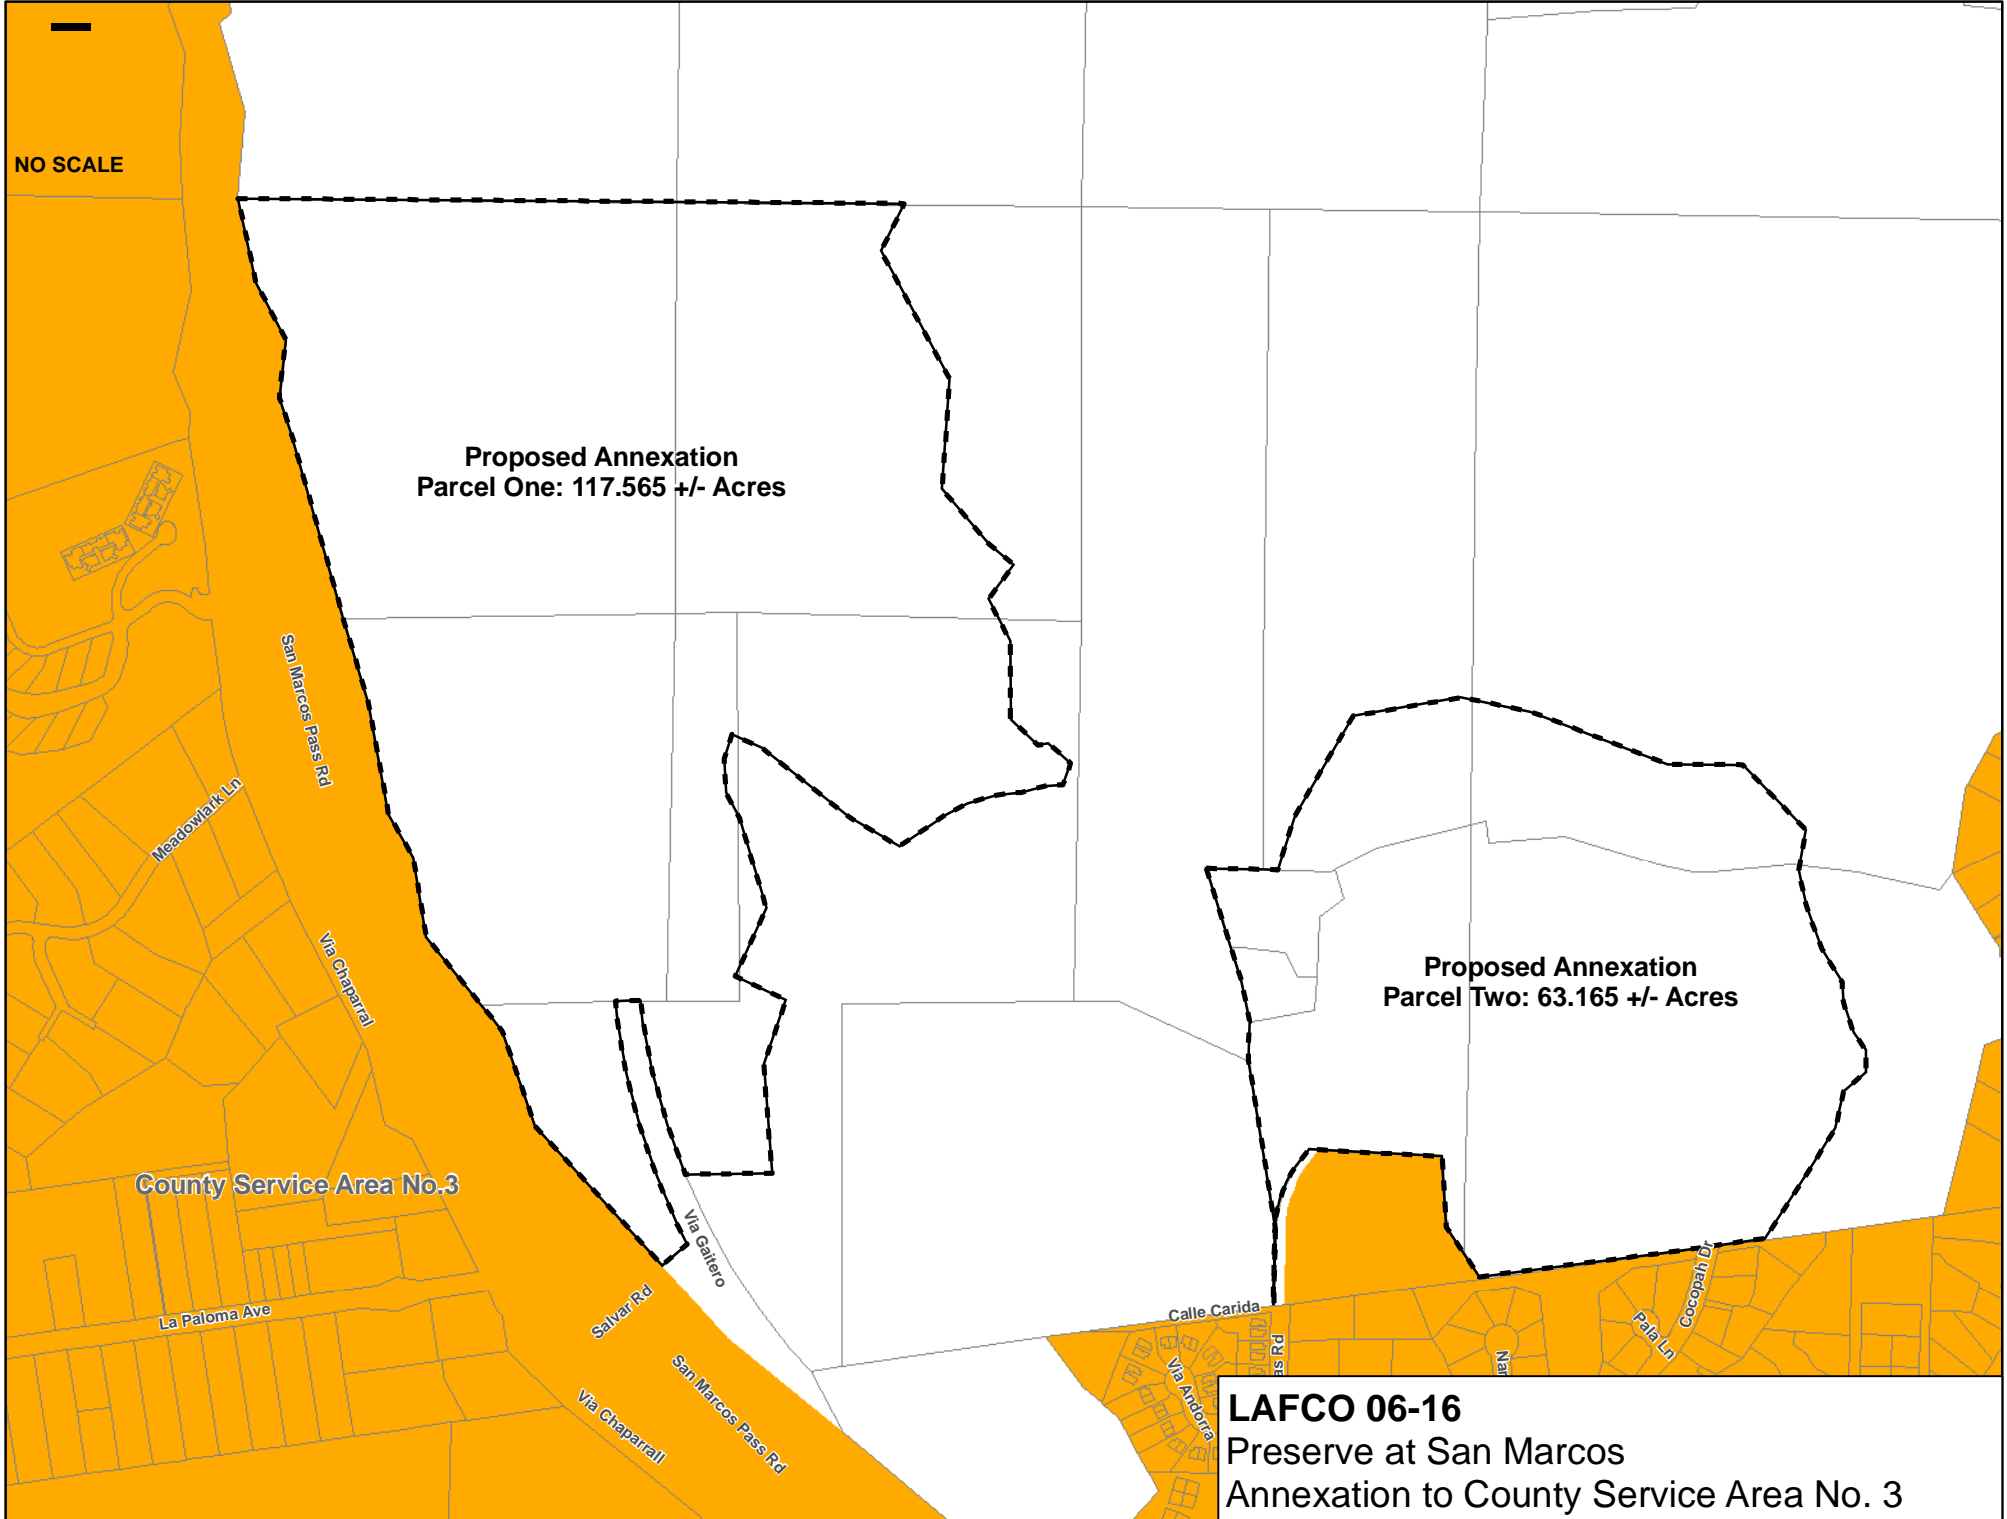 NO SCALE
Proposed Annexation
Parcel One: 117.565 +/- Acres
San Marcos Pass Rd
Meadowlark Ln
Via Chaparral
Proposed Annexation
Parcel Two: 63.165 +/- Acres
County Service Area No.3
La Paloma Ave
Via Gaitero
Salvar Rd
San Marcos Pass Rd
Via Chaparrall
Calle Carida
Via Andorra
as Rd
Nar
Pala Ln
Cocopah Dr
LAFCO 06-16
Preserve at San Marcos
Annexation to County Service Area No. 3